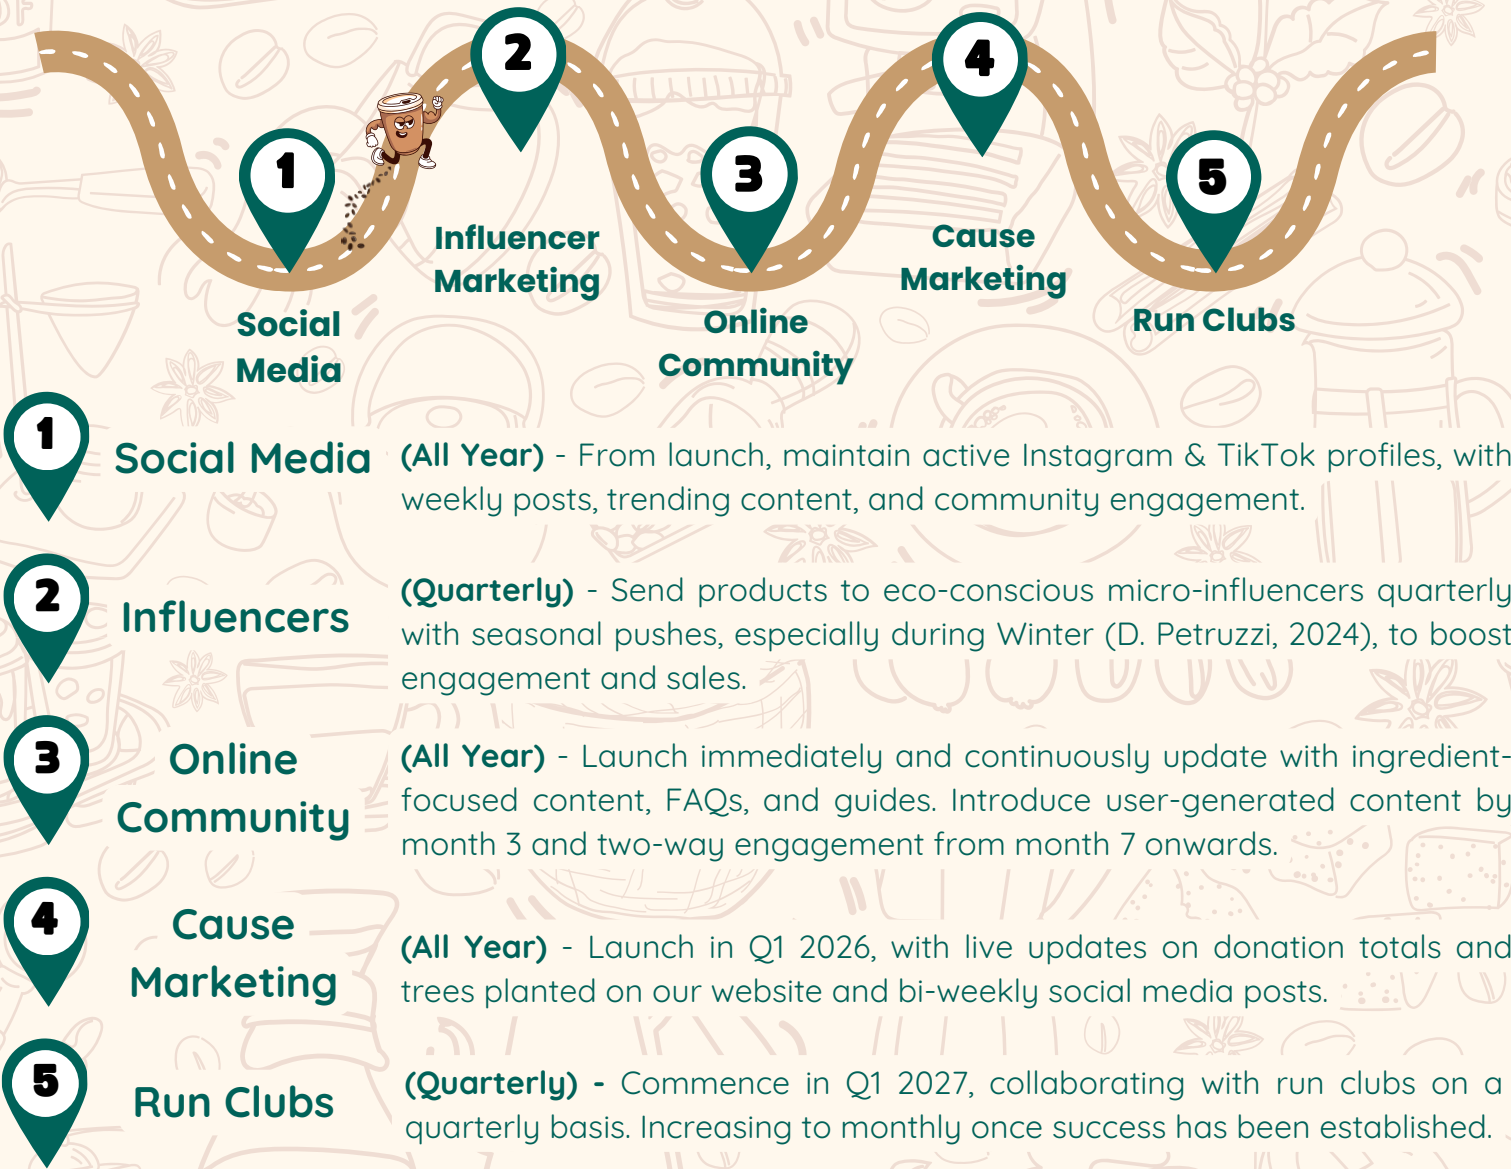 1
2
3
4
5
Social
Media
Influencer
Marketing
Online
Community
Cause
Marketing
Run Clubs
1
Social Media
(All Year) - From launch, maintain active Instagram & TikTok profiles, with
weekly posts, trending content, and community engagement.
2
Influencers
(Quarterly) - Send products to eco-conscious micro-influencers quarterly
with seasonal pushes, especially during Winter (D. Petruzzi, 2024), to boost
engagement and sales.
3
Online
Community
(All Year) - Launch immediately and continuously update with ingredient-
focused content, FAQs, and guides. Introduce user-generated content by
month 3 and two-way engagement from month 7 onwards.
4
Cause
Marketing
(All Year) - Launch in Q1 2026, with live updates on donation totals and
trees planted on our website and bi-weekly social media posts.
5
Run Clubs
(Quarterly) - Commence in Q1 2027, collaborating with run clubs on a
quarterly basis. Increasing to monthly once success has been established.